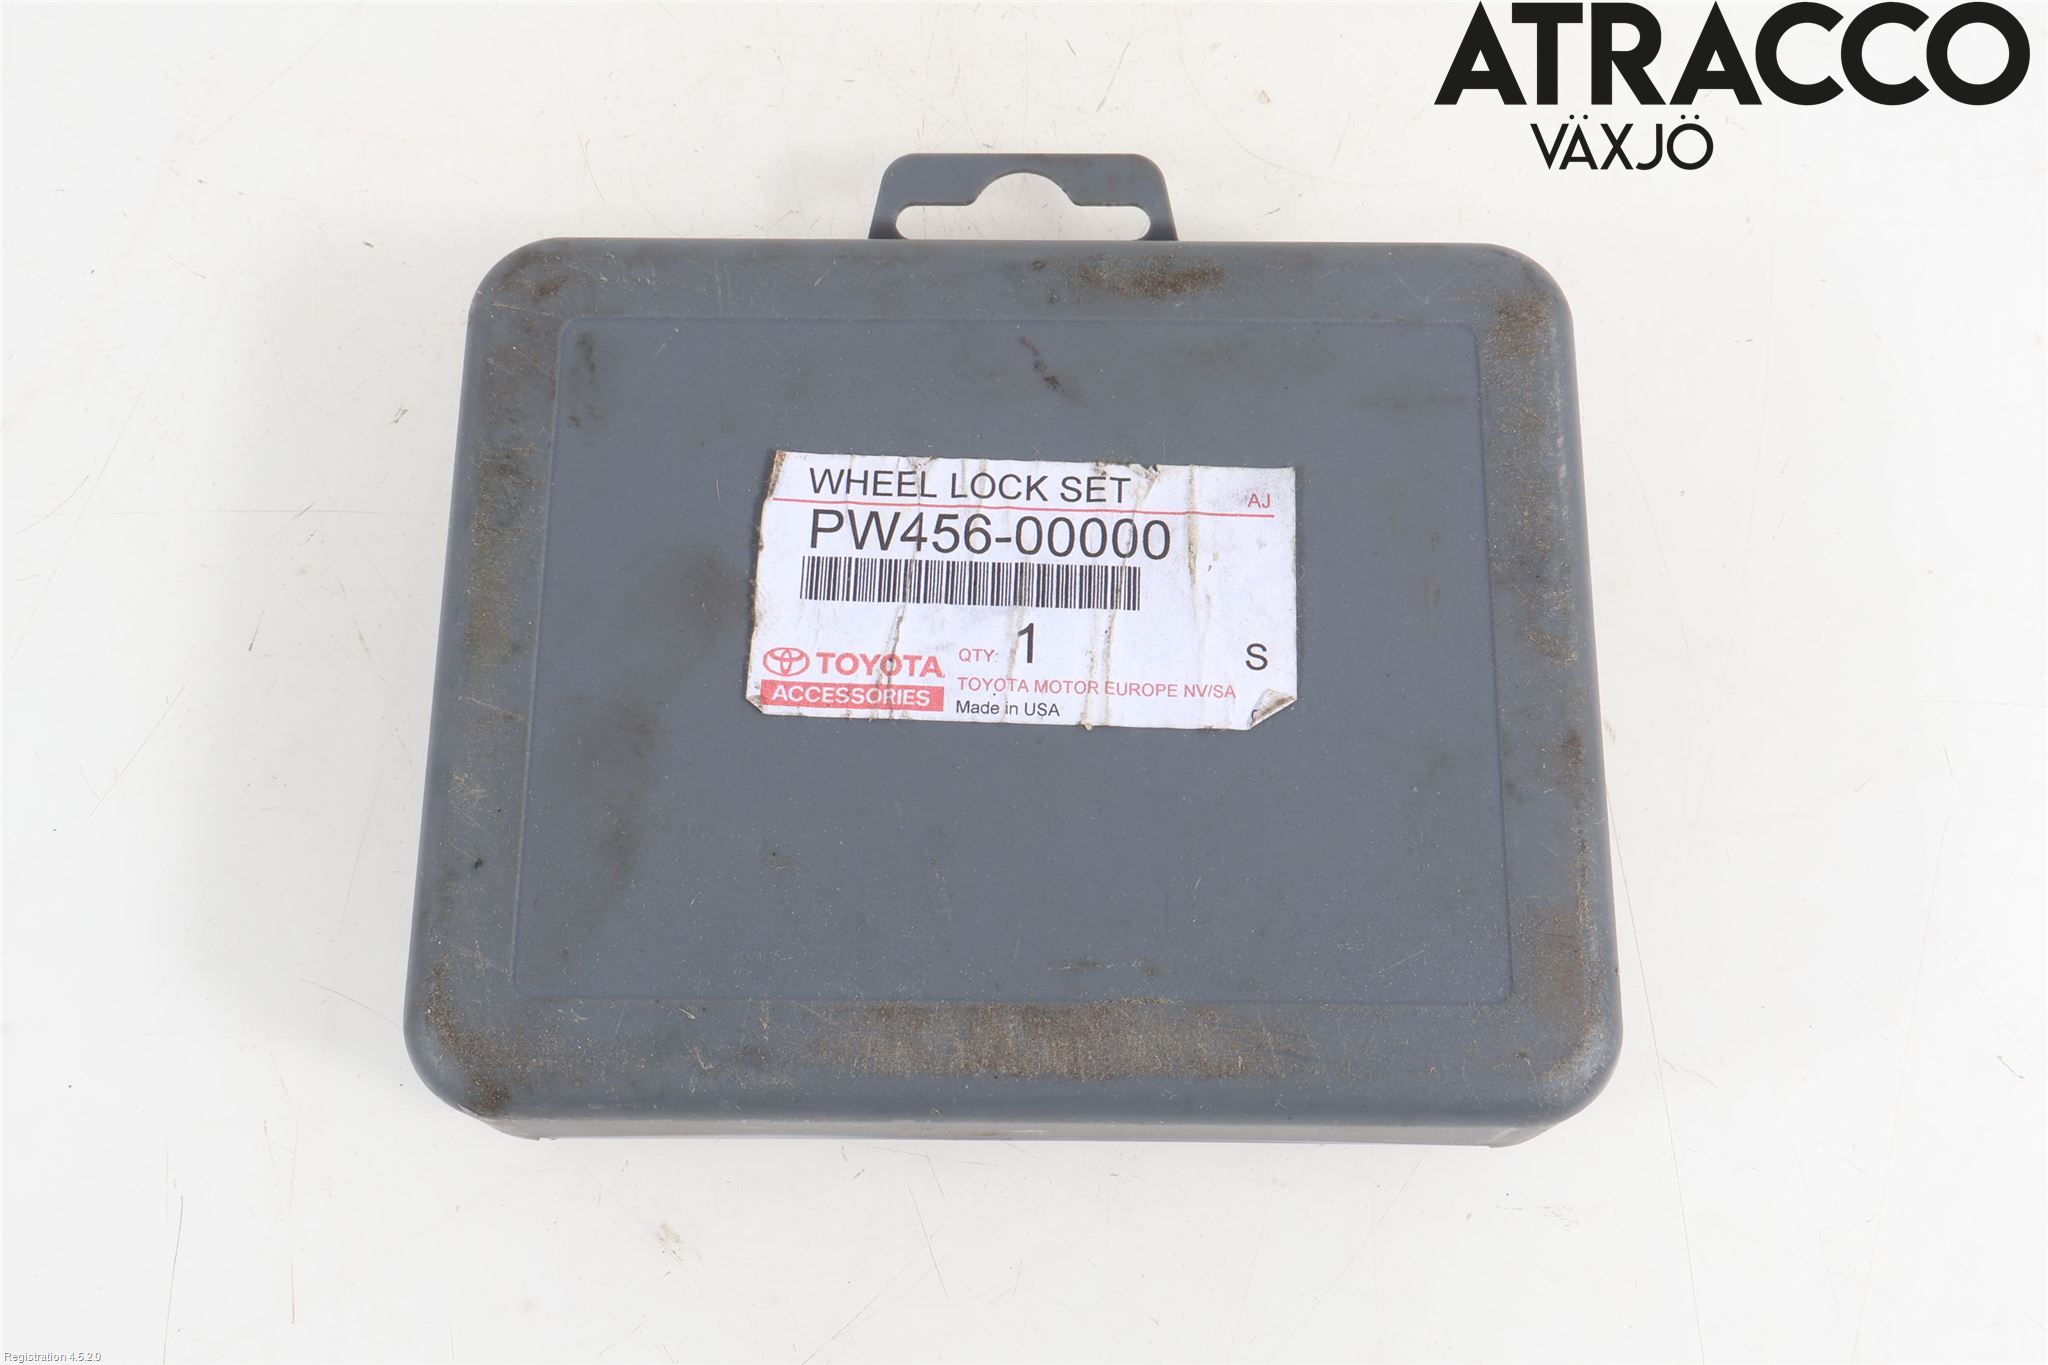 ATRACCO
VÄXJÖ
WHEEL LOCK SET
AJ
PW456-00000
QTY: 1
S
TOYOTA
ACCESSORIES
TOYOTA MOTOR EUROPE NV/SA
Made in USA
Registration 4.5.2.0